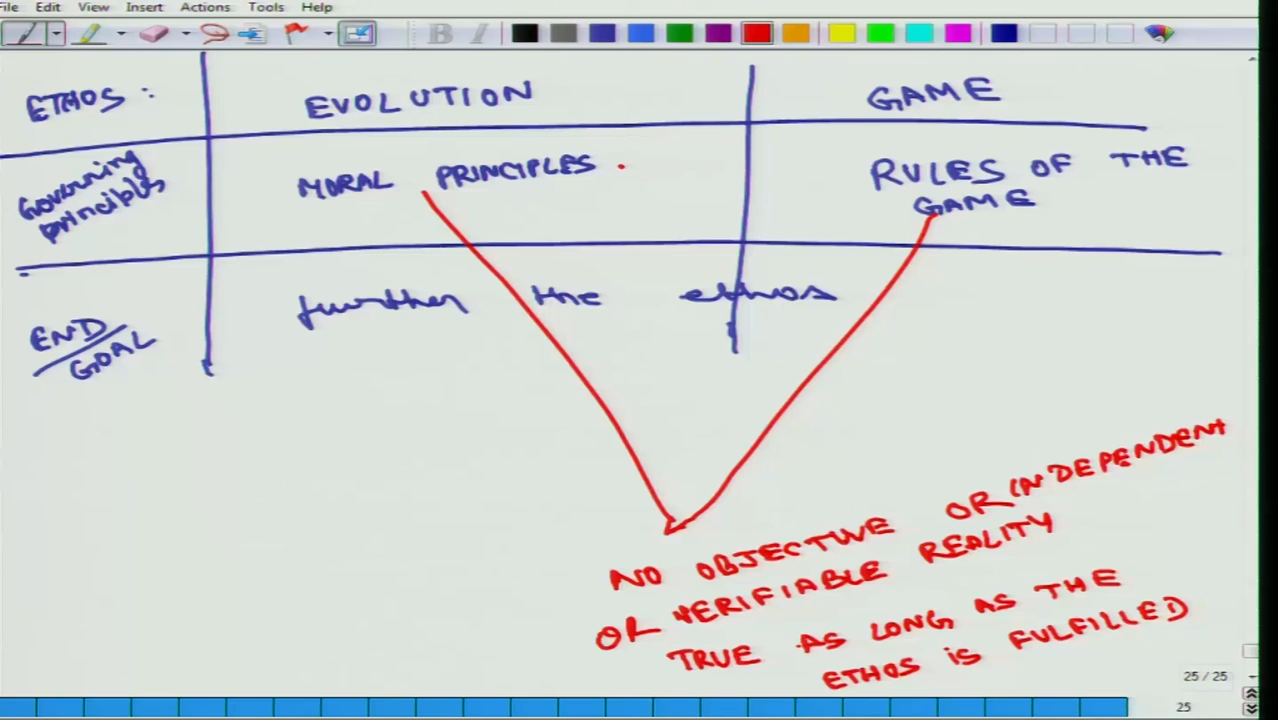 File Edit View Insert Actions Tools Help
ETHOS : EVOLUTION GAME
Governing principles MORAL PRINCIPLES . RULES OF THE GAME
END/GOAL further the ethos
NO OBJECTIVE OR INDEPENDENT
OR VERIFIABLE REALITY
TRUE AS LONG AS THE
ETHOS is FULFILLED
25 / 25
25